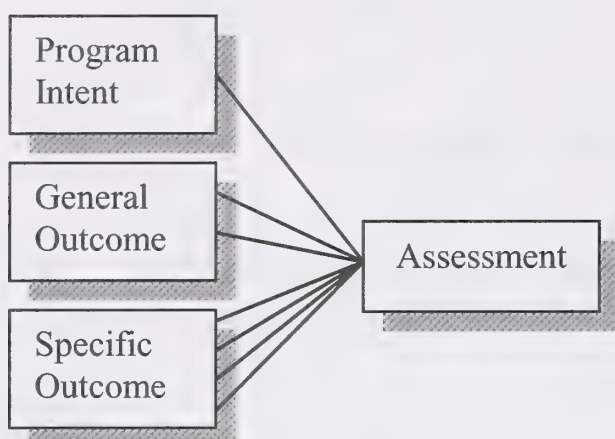 Program
Intent
General
Outcome
Assessment
Specific
Outcome